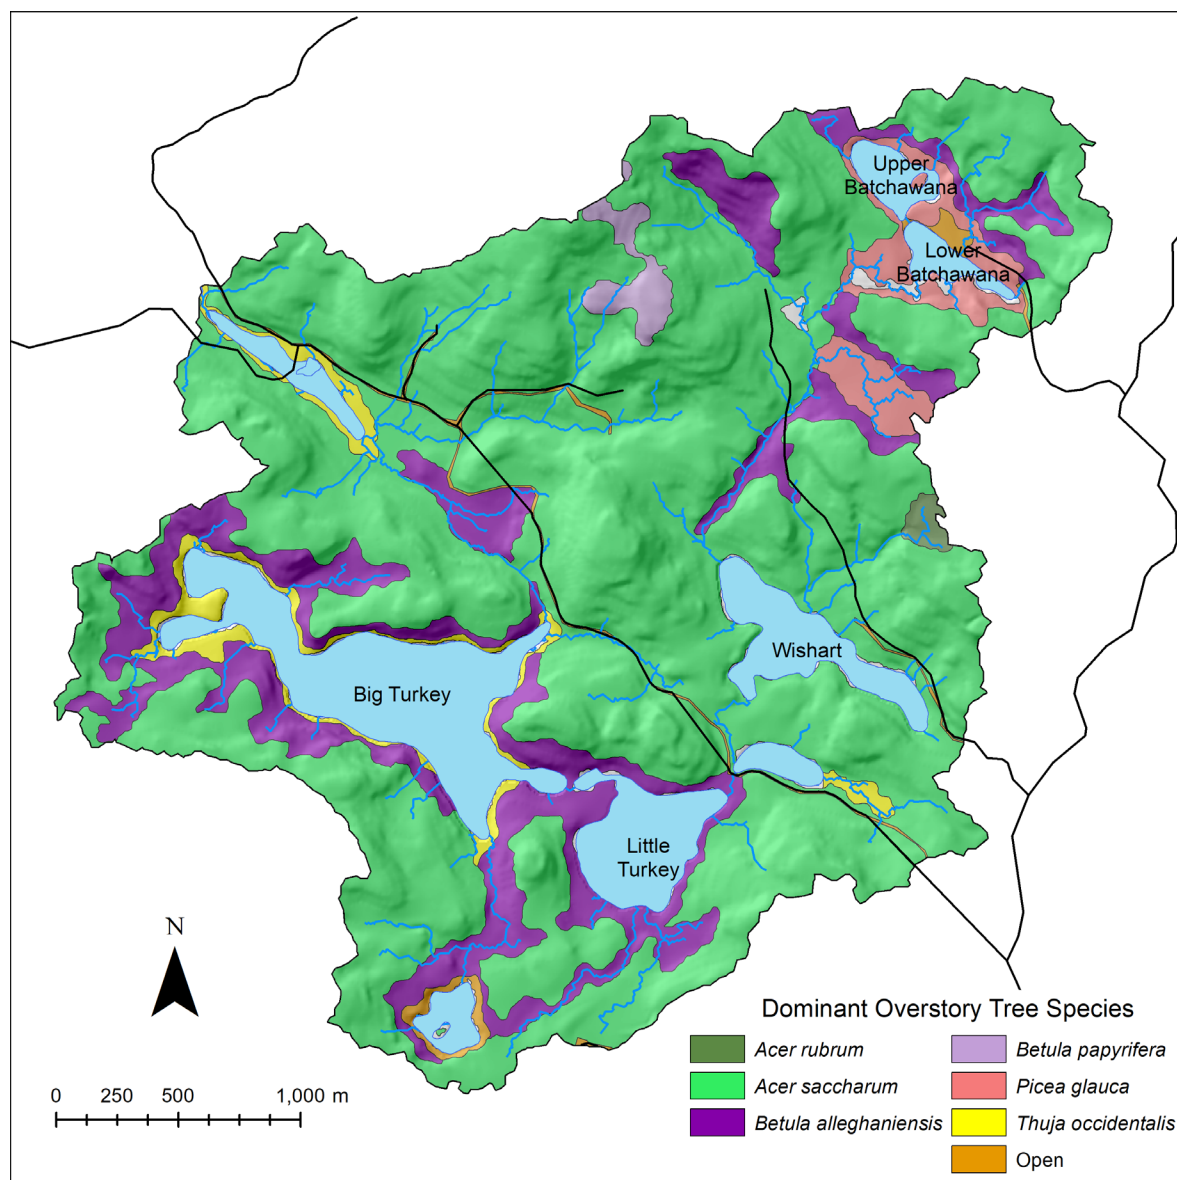 Upper
Batchawana
Lower
Batchawana
Wishart
Big Turkey
Little
Turkey
N
0 250 500 1,000 m
Dominant Overstory Tree Species
Acer rubrum
Acer saccharum
Betula alleghaniensis
Betula papyrifera
Picea glauca
Thuja occidentalis
Open